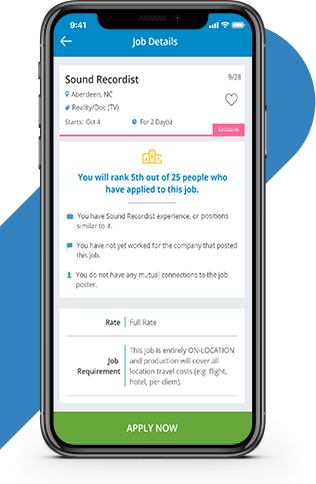 9:41
Job Details
Sound Recordist
9/28
Aberdeen, NC
Reality/Doc (TV)
Starts: Oct 4
For 2 Day(s)
Exclusive
You will rank 5th out of 25 people who
have applied to this job.
You have Sound Recordist experience, or positions
similar to it.
You have not yet worked for the company that posted
this job.
You do not have any mutual connections to the job
poster.
Rate
Full Rate
Job
Requirement
This job is entirely ON-LOCATION
and production will cover all
location travel costs (e.g. flight,
hotel, per diem).
APPLY NOW